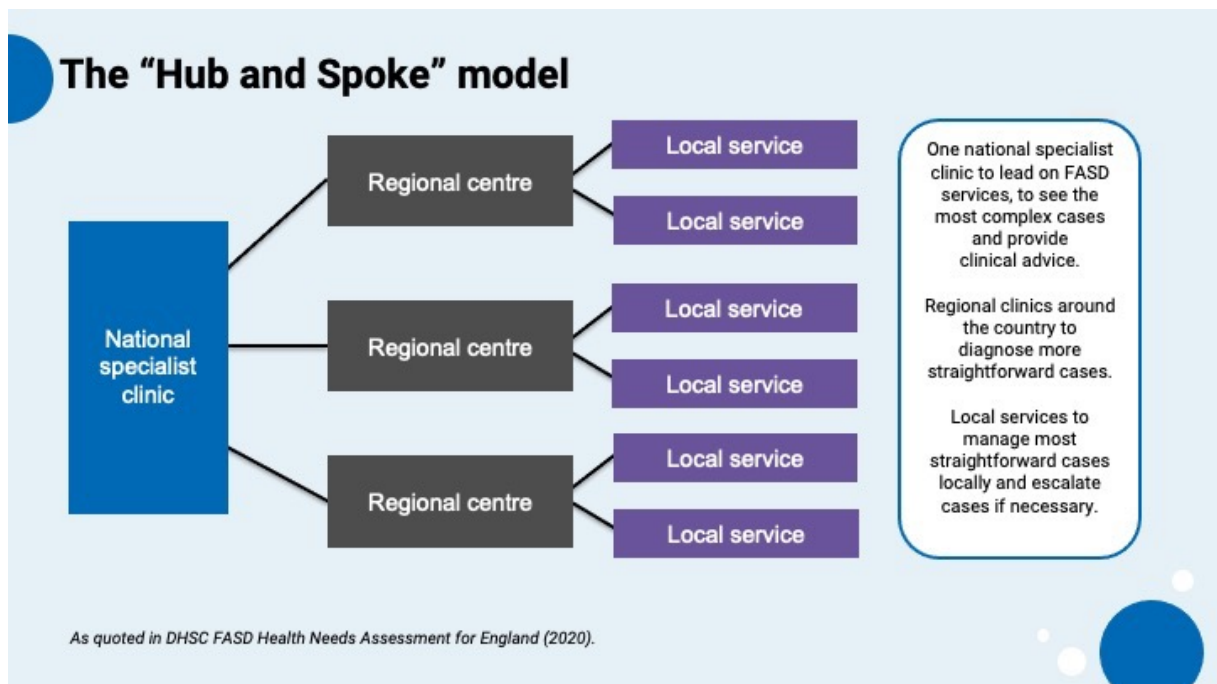 The “Hub and Spoke” model
National
specialist
clinic
Regional centre
Local service
Local service
Regional centre
Local service
Local service
Regional centre
Local service
Local service
One national specialist
clinic to lead on FASD
services, to see the
most complex cases
and provide
clinical advice.
Regional clinics around
the country to
diagnose more
straightforward cases.
Local services to
manage most
straightforward cases
locally and escalate
cases if necessary.
As quoted in DHSC FASD Health Needs Assessment for England (2020).